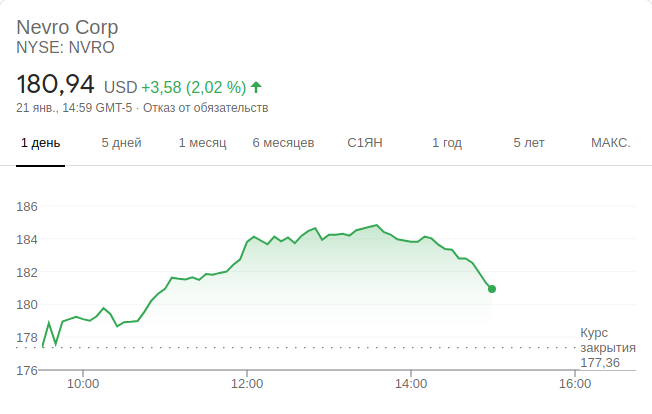 Nevro Corp
NYSE: NVRO
180,94 USD +3,58 (2,02 %)
21 янв., 14:59 GMT-5 · Отказ от обязательств
1 день 5 дней 1 месяц 6 месяцев С1ЯН 1 год 5 лет МАКС.
186
184
182
180
178
176
Курс
закрытия
177,36
10:00 12:00 14:00 16:00